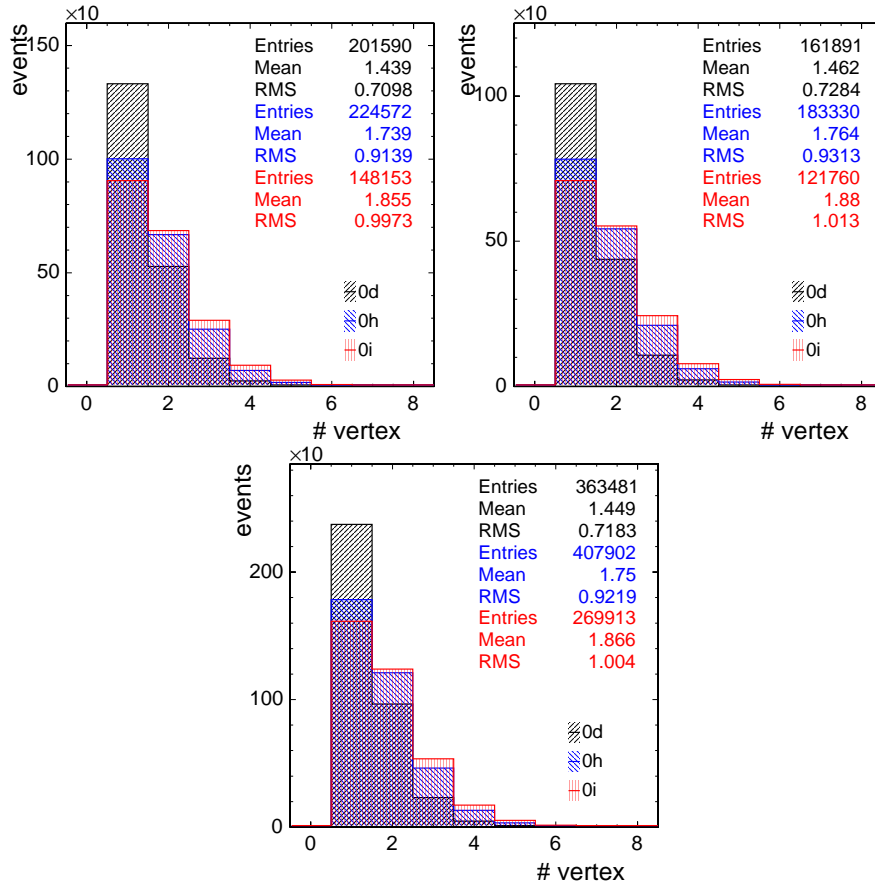 ×10
events
150
100
50
0
Entries 201590
Mean 1.439
RMS 0.7098
Entries 224572
Mean 1.739
RMS 0.9139
Entries 148153
Mean 1.855
RMS 0.9973
0d
0h
0i
0 2 4 6 8
# vertex
×10
events
100
50
0
Entries 161891
Mean 1.462
RMS 0.7284
Entries 183330
Mean 1.764
RMS 0.9313
Entries 121760
Mean 1.88
RMS 1.013
0d
0h
0i
0 2 4 6 8
# vertex
×10
events
200
100
0
Entries 363481
Mean 1.449
RMS 0.7183
Entries 407902
Mean 1.75
RMS 0.9219
Entries 269913
Mean 1.866
RMS 1.004
0d
0h
0i
0 2 4 6 8
# vertex